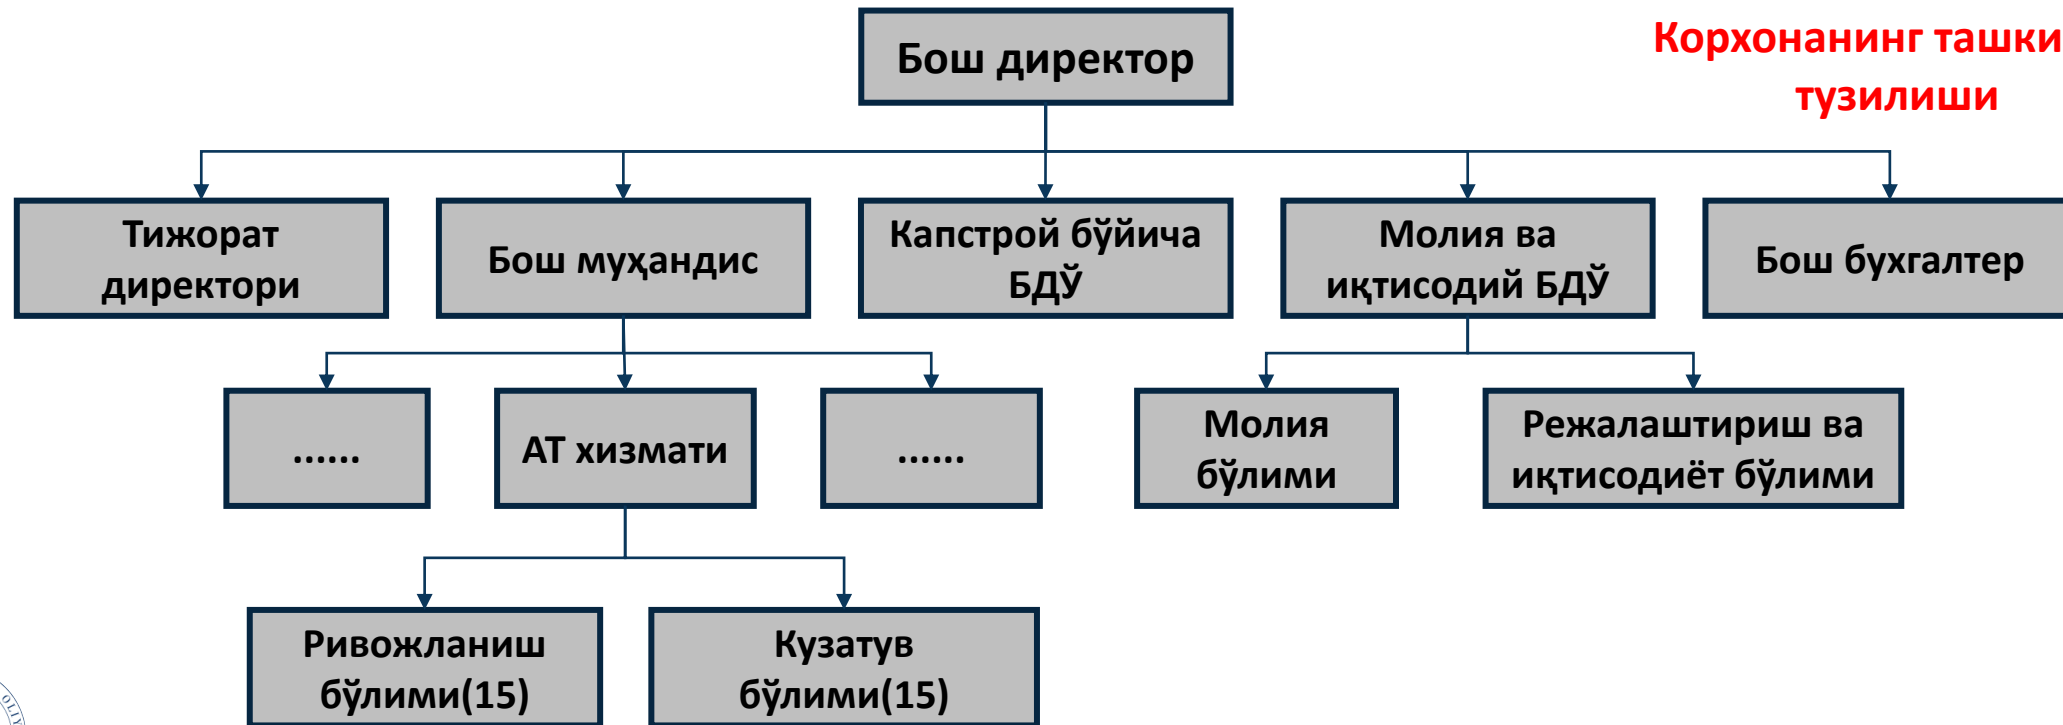 Бош директор
Корхонанинг
тузилиши
Тижорат
директори
Бош муҳандис
Капстрой бўйича
БДЎ
Молия ва
иқтисодий БДЎ
Бош бухгалтер
......
АТ хизмати
......
Молия
бўлими
Режалаштириш ва
иқтисодиёт бўлими
Ривожланиш
бўлими(15)
Кузатув
бўлими(15)